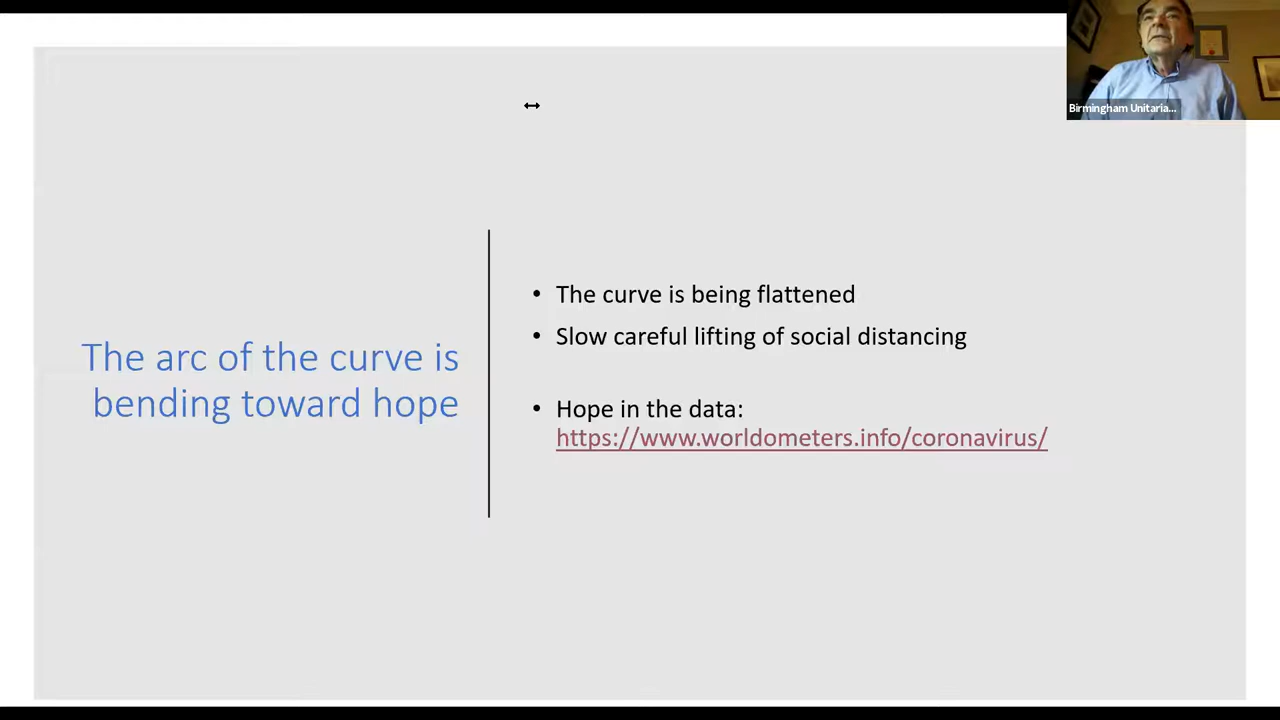 Birmingham Unitaria...
The arc of the curve is
bending toward hope
• The curve is being flattened
• Slow careful lifting of social distancing
• Hope in the data:
https://www.worldometers.info/coronavirus/